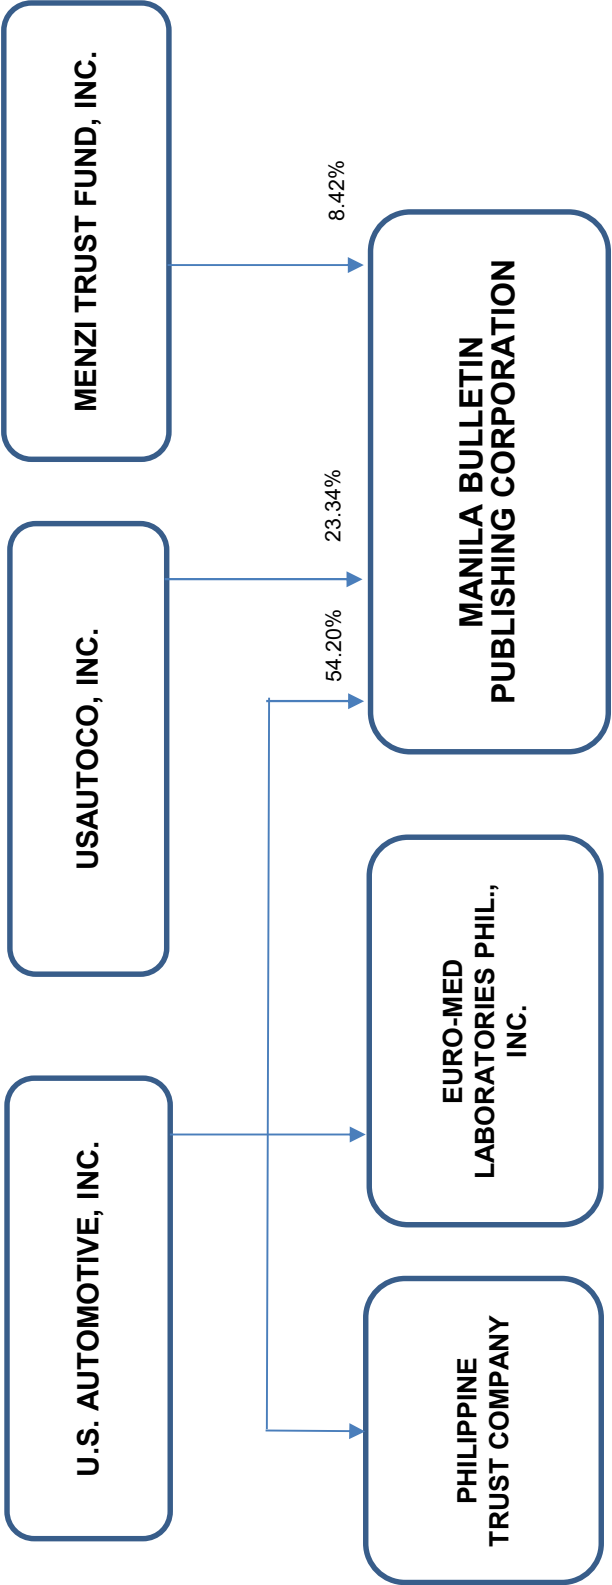 U.S. AUTOMOTIVE, INC.
USAUTOCO, INC.
MENZI TRUST FUND, INC.
54.20%
23.34%
8.42%
PHILIPPINE
TRUST COMPANY
EURO-MED
LABORATORIES PHIL.,
INC.
MANILA BULLETIN
PUBLISHING CORPORATION